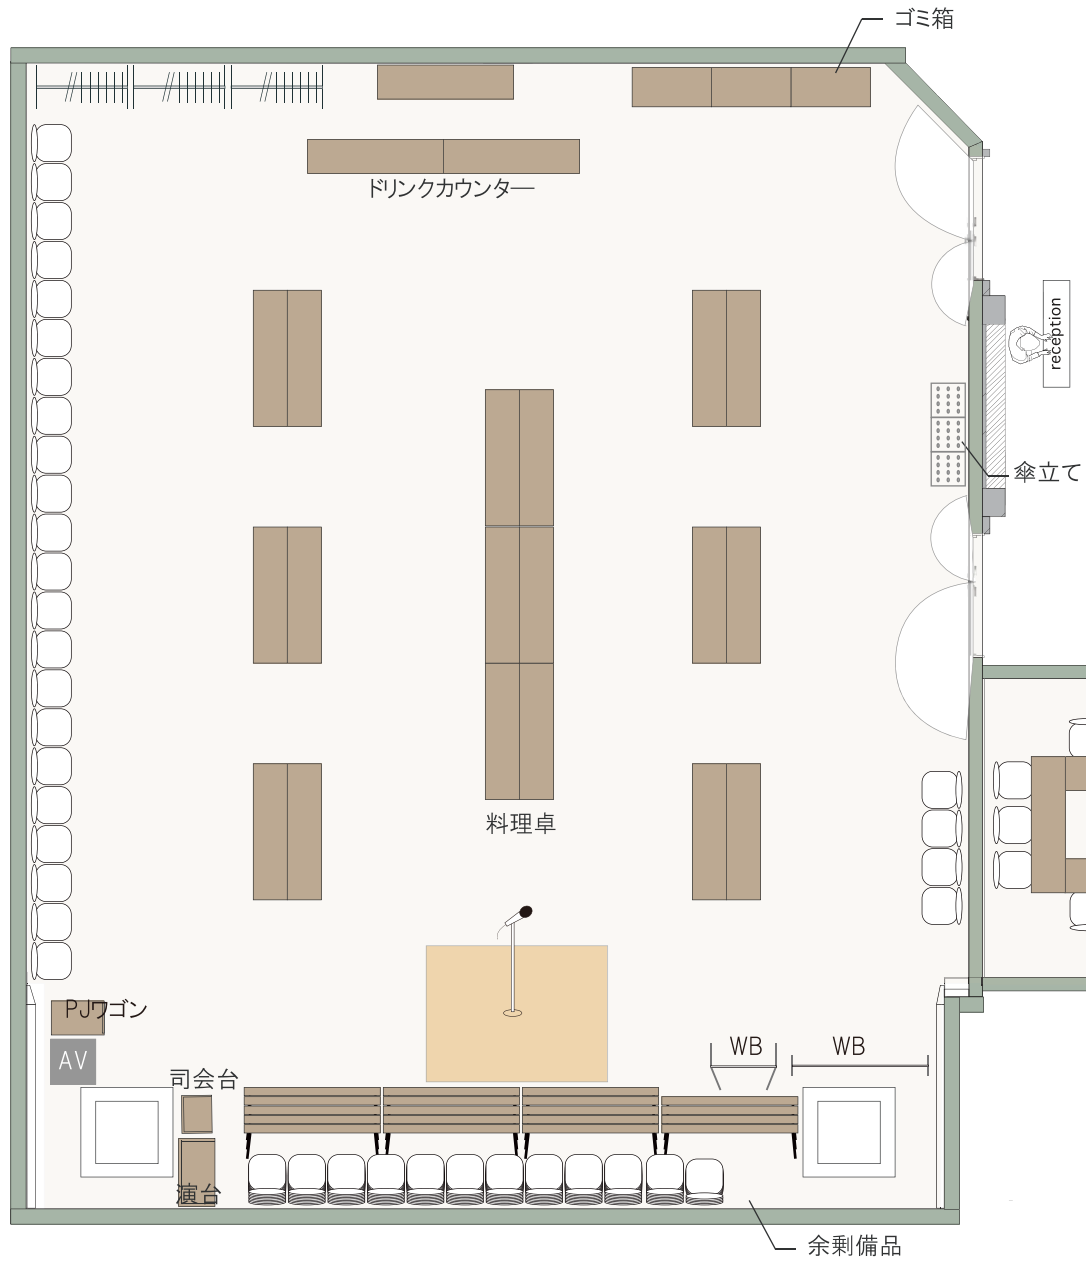 ゴミ箱
ドリンクカウンター
reception
傘立て
料理卓
PJワゴン
AV
WB
WB
司会台
演台
余剰備品